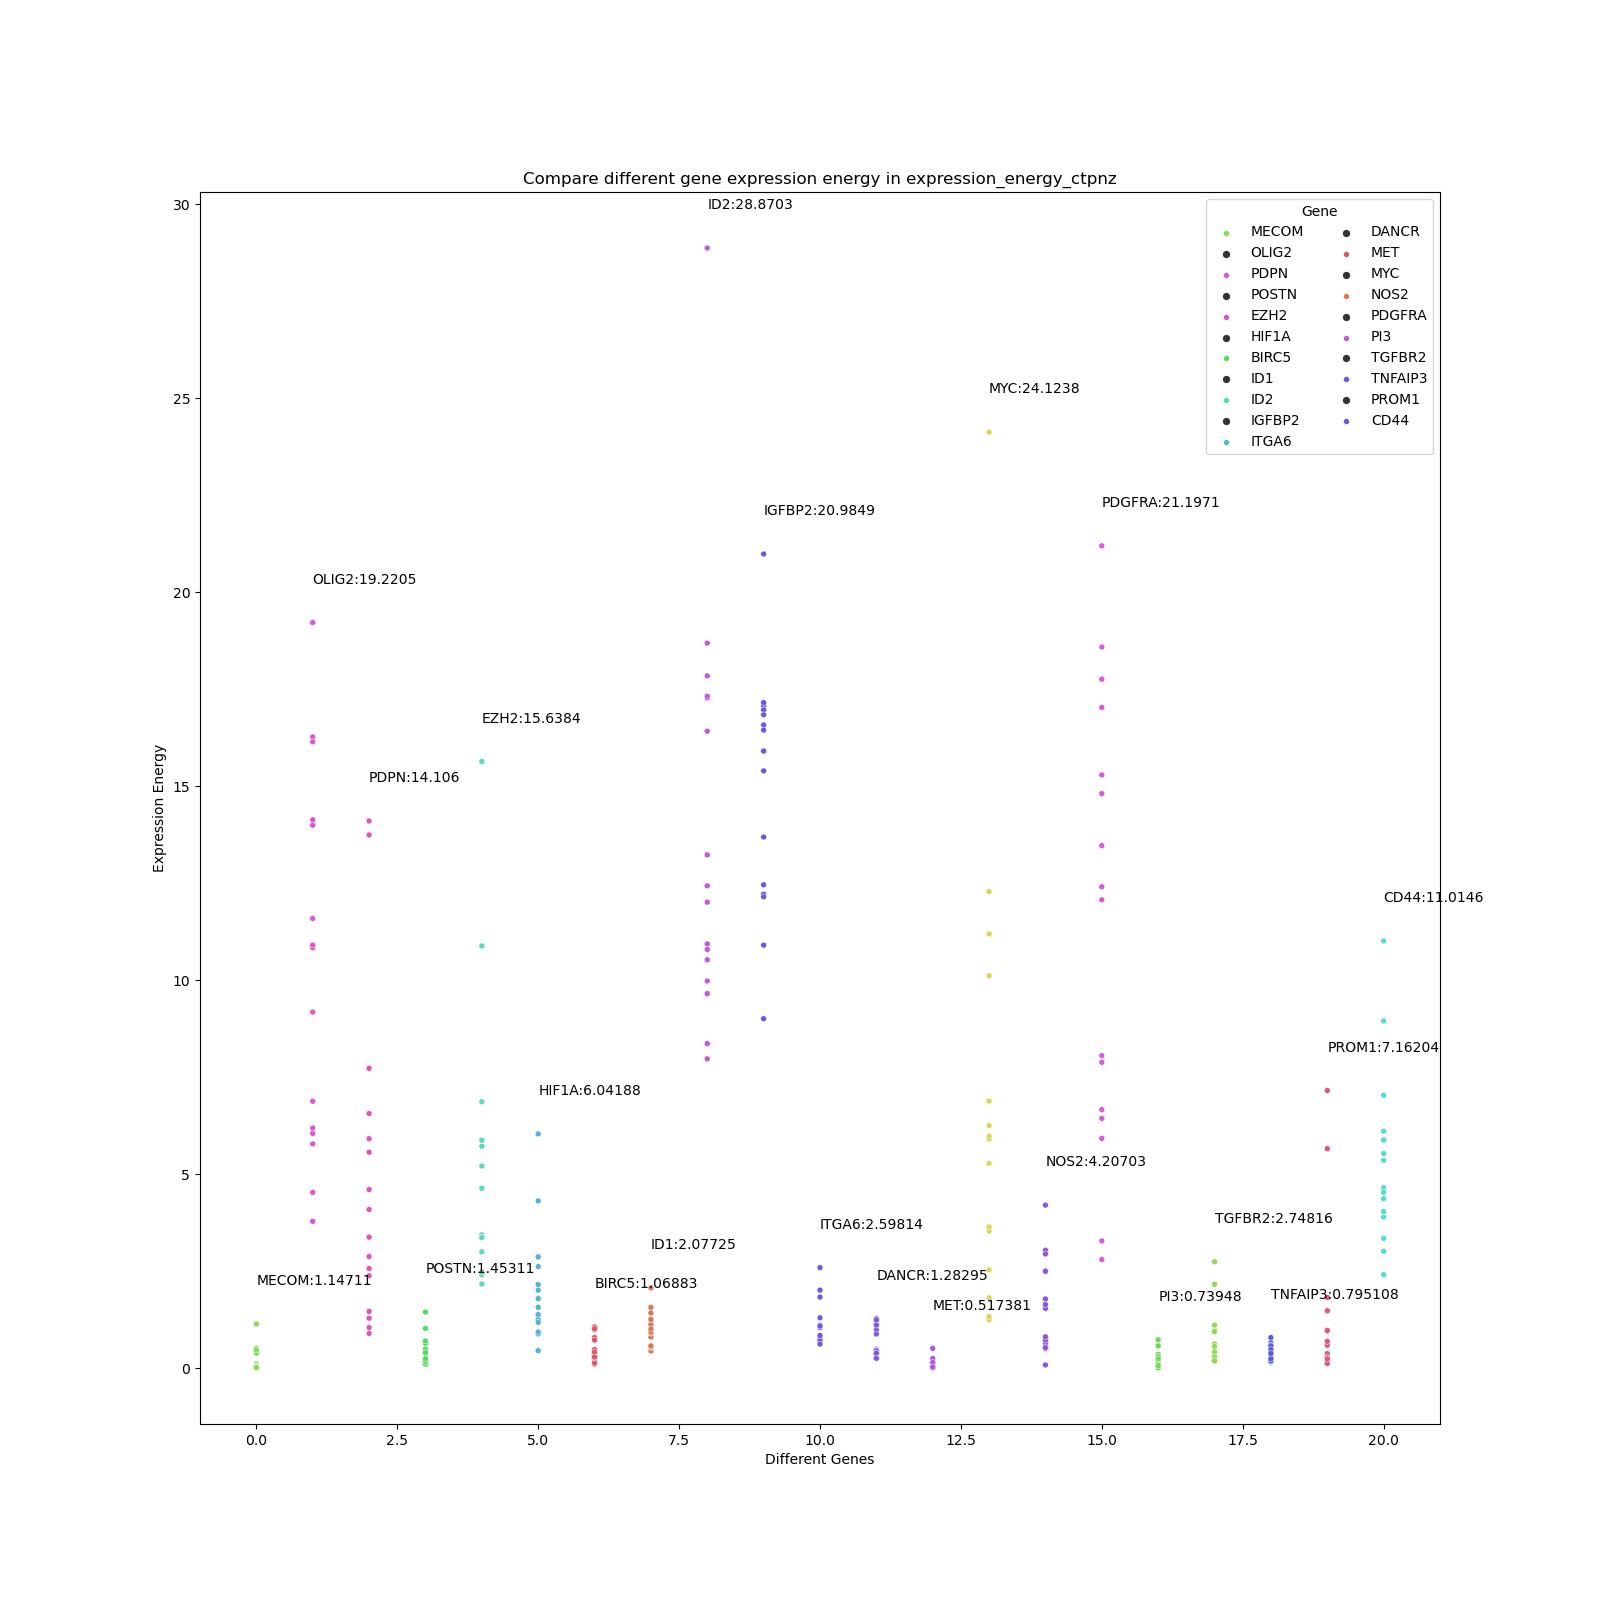 Compare different gene expression energy in expression_energy_ctpnz
30
25
20
15
10
5
0
Expression Energy
0.0
2.5
5.0
7.5
10.0
12.5
15.0
17.5
20.0
Different Genes
MECOM:1.14711
OLIG2:19.2205
PDPN:14.106
POSTN:1.45311
EZH2:15.6384
HIF1A:6.04188
BIRC5:1.06883
ID1:2.07725
ID2:28.8703
IGFBP2:20.9849
ITGA6:2.59814
DANCR:1.28295
MET:0.517381
MYC:24.1238
NOS2:4.20703
PDGFRA:21.1971
PI3:0.73948
TGFBR2:2.74816
TNFAIP3:0.795108
PROM1:7.16204
CD44:11.0146
Gene
MECOM
OLIG2
PDPN
POSTN
EZH2
HIF1A
BIRC5
ID1
ID2
IGFBP2
ITGA6
DANCR
MET
MYC
NOS2
PDGFRA
PI3
TGFBR2
TNFAIP3
PROM1
CD44